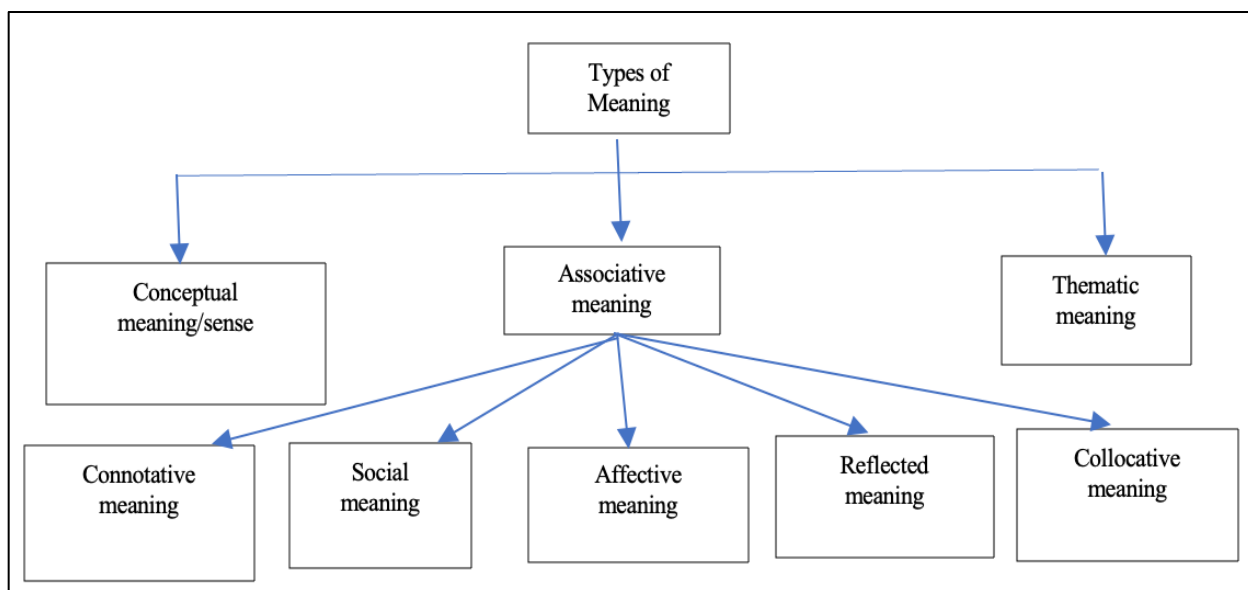 Types of
Meaning
Conceptual
meaning/sense
Associative
meaning
Thematic
meaning
Connotative
meaning
Social
meaning
Affective
meaning
Reflected
meaning
Collocative
meaning